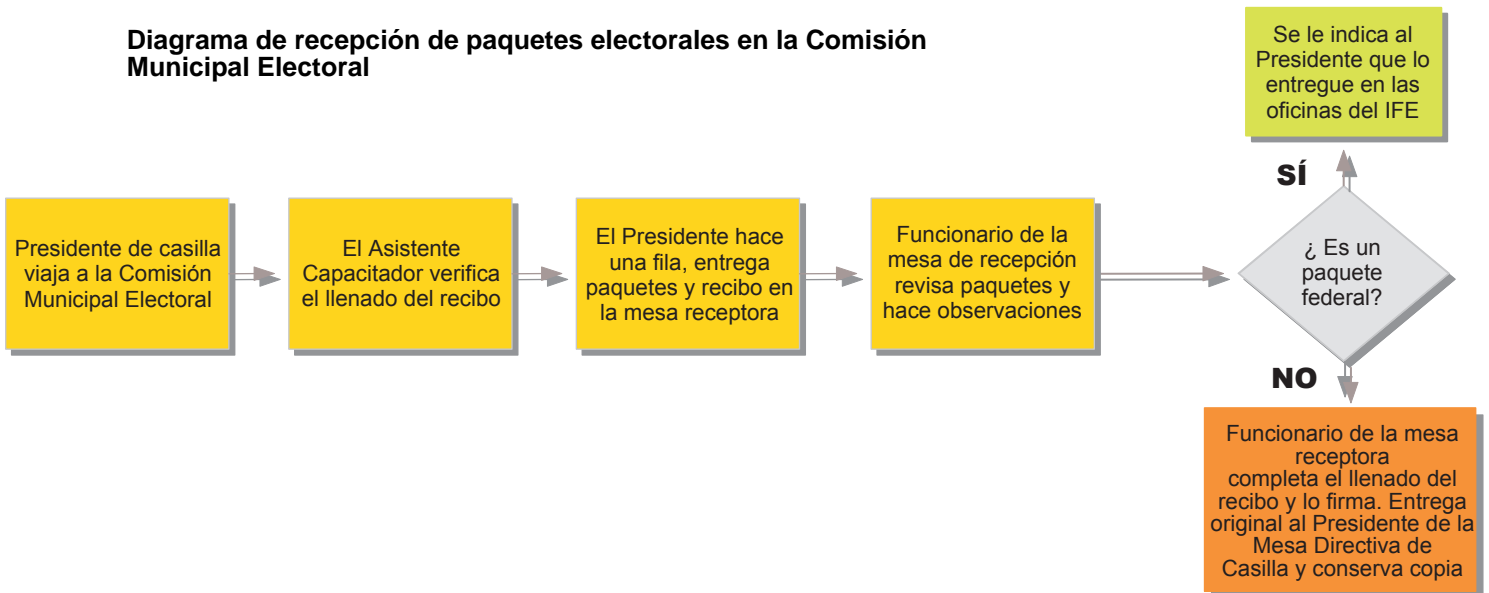 Diagrama de recepción de paquetes electorales en la Comisión
Municipal Electoral
Presidente de casilla
viaja a la Comisión
Municipal Electoral
El Asistente
Capacitador verifica
el llenado del recibo
El Presidente hace
una fila, entrega
paquetes y recibo en
la mesa receptora
Funcionario de la
mesa de recepción
revisa paquetes y
hace observaciones
¿ Es un
paquete
federal?
SÍ
Se le indica al
Presidente que lo
entregue en las
oficinas del IFE
NO
Funcionario de la mesa
receptora
completa el llenado del
recibo y lo firma. Entrega
original al Presidente de la
Mesa Directiva de
Casilla y conserva copia